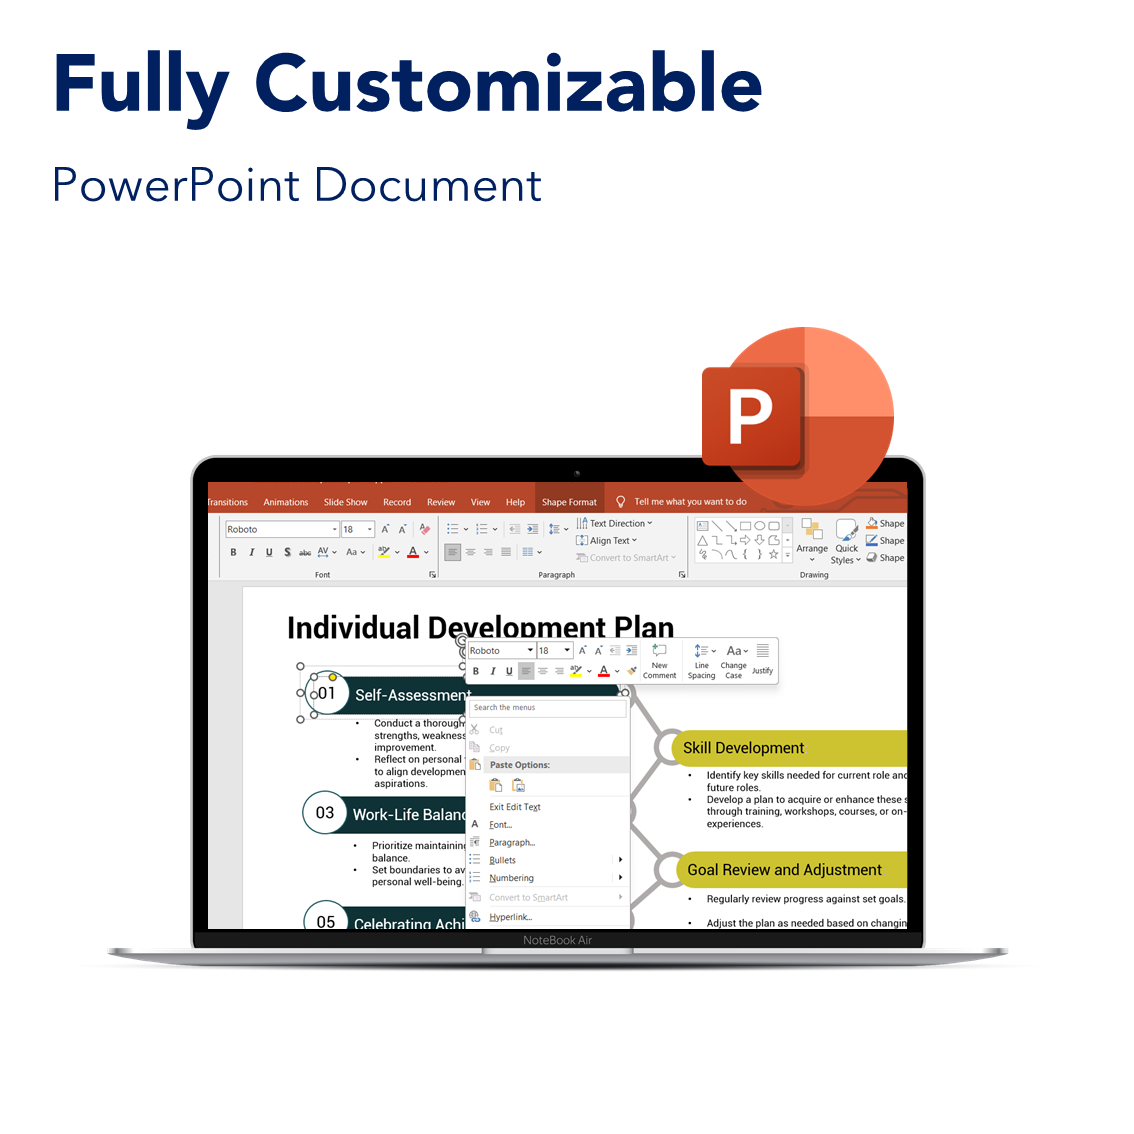 Fully Customizable
PowerPoint Document
P
Transitions Animations Slide Show Record Review View Help Shape Format Tell me what you want to do
Roboto 18 A A A Text Direction Shape
B I U S abc AV Aa A Align Text Arrange Quick Styles Shape
Convert to SmartArt Shape
Font Paragraph Drawing
Individual Development Plan
Roboto 18 A A New Comment Line Spacing Aa Change Case Justify
B I U ab A
01 Self-Assessment
Conduct a thorough
strengths, weakness
improvement.
Reflect on personal
to align developmen
aspirations.
03 Work-Life Balanc
Prioritize maintaining
balance.
Set boundaries to av
personal well-being.
05 Celebrating Achi
Search the menus
Cut
Copy
Paste Options:
Exit Edit Text
A Font...
Paragraph...
Bullets
Numbering
Convert to SmartArt
Hyperlink...
Skill Development
Identify key skills needed for current role and
future roles.
Develop a plan to acquire or enhance these s
through training, workshops, courses, or on-
experiences.
Goal Review and Adjustment
Regularly review progress against set goals.
Adjust the plan as needed based on changin
NoteBook Air